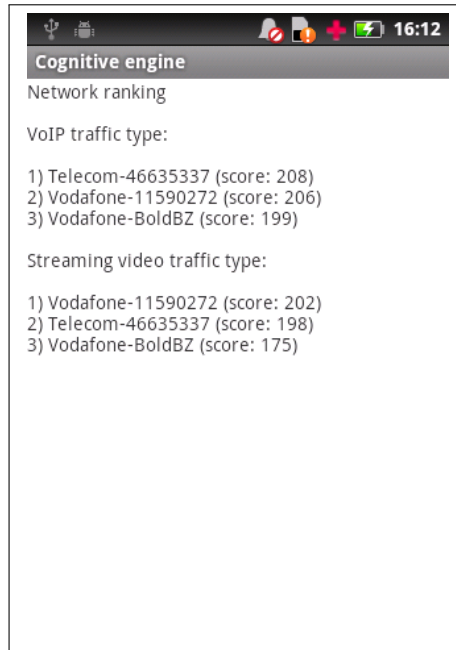 16:12
Cognitive engine
Network ranking
VoIP traffic type:
1) Telecom-46635337 (score: 208)
2) Vodafone-11590272 (score: 206)
3) Vodafone-BoldBZ (score: 199)
Streaming video traffic type:
1) Vodafone-11590272 (score: 202)
2) Telecom-46635337 (score: 198)
3) Vodafone-BoldBZ (score: 175)